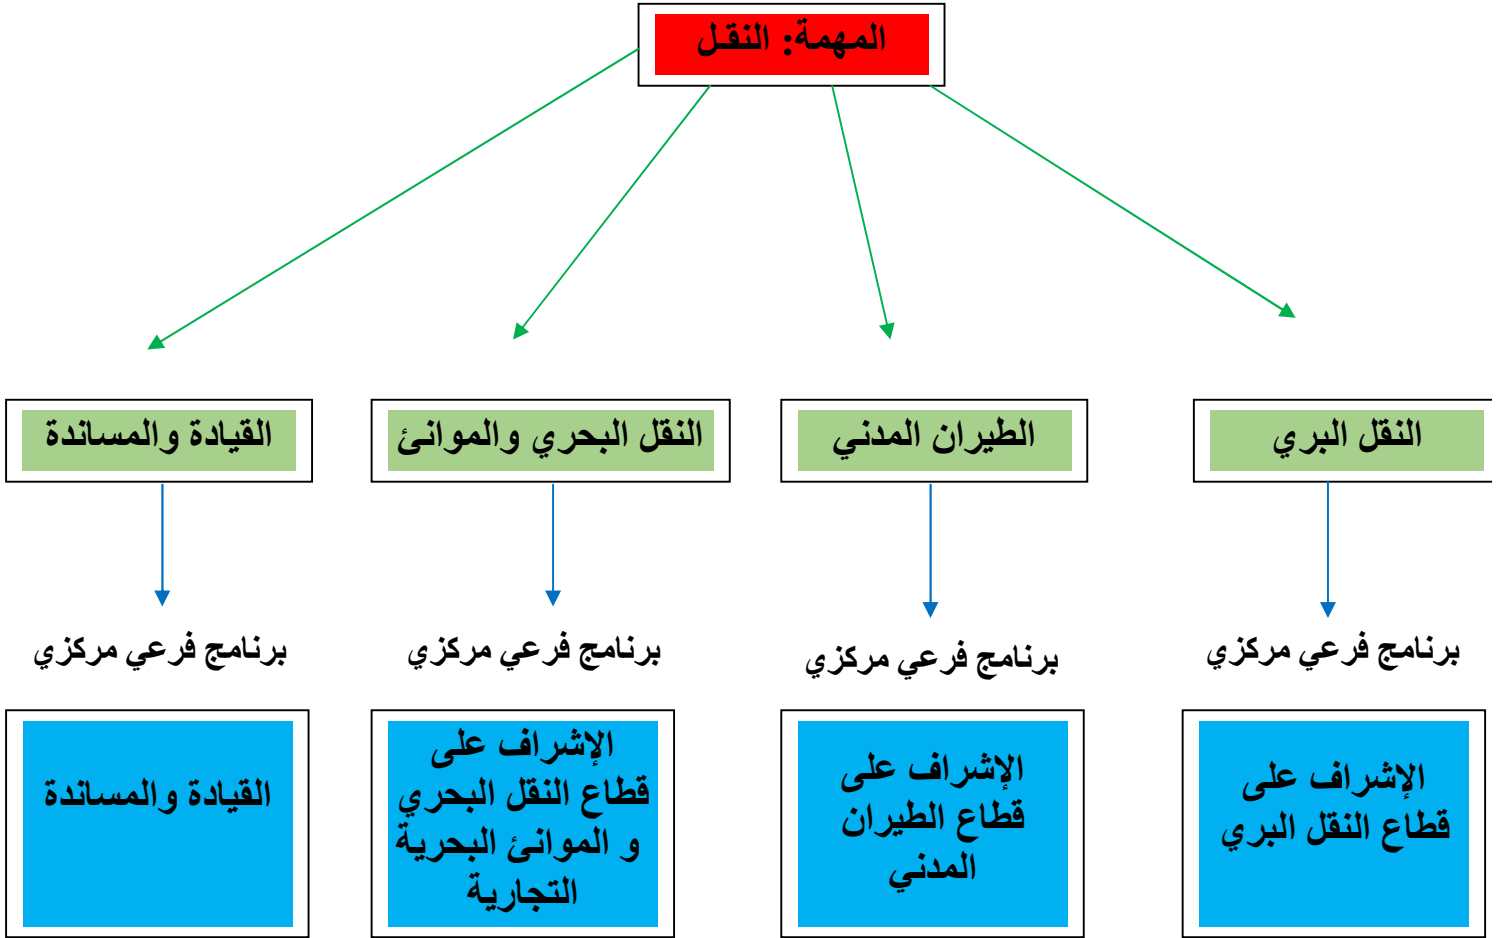 المهمة: النقل
النقل البري
الطيران المدني
النقل البحري والموانئ
القيادة والمساندة
برنامج فرعي مركزي
برنامج فرعي مركزي
برنامج فرعي مركزي
برنامج فرعي مركزي
الإشراف على
قطاع النقل البري
الإشراف على
قطاع الطيران
المدني
الإشراف على
قطاع النقل البحري
و الموانئ البحرية
التجارية
القيادة والمساندة